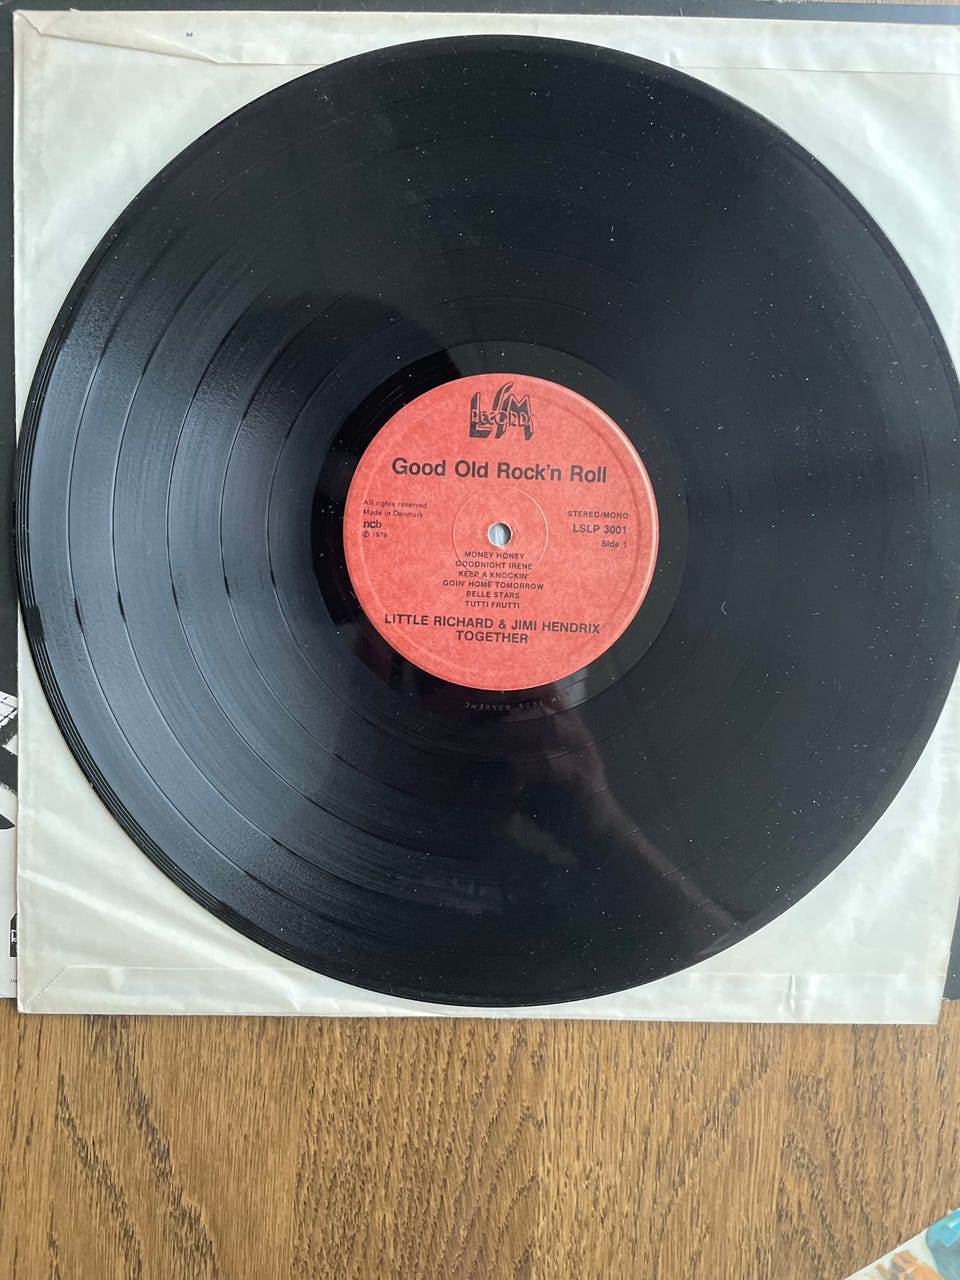 LSM
RECORDS
Good Old Rock'n Roll
All rights reserved
Made in Denmark
ncb
Ⓟ 1979
STEREO/MONO
LSLP 3001
Side 1
MONEY HONEY
GOODNIGHT IRENE
KEEP A KNOCKIN'
GOIN' HOME TOMORROW
BELLE STARS
TUTTI FRUTTI
LITTLE RICHARD & JIMI HENDRIX
TOGETHER